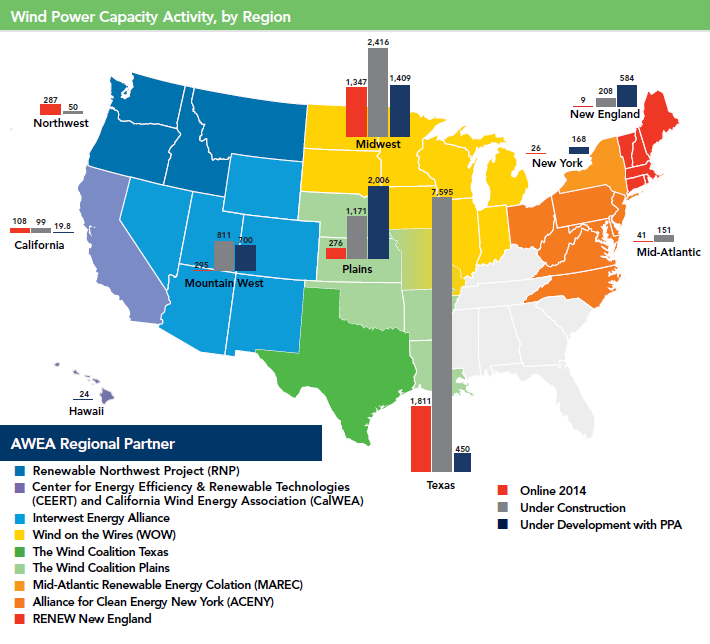 Wind Power Capacity Activity, by Region
2,416
1,347
1,409
Midwest
287
50
Northwest
9
208
584
New England
26
168
New York
2,006
1,171
276
Plains
7,595
1,811
450
Texas
108
99
19.8
California
811
700
295
Mountain West
41
151
Mid-Atlantic
24
Hawaii
AWEA Regional Partner
Renewable Northwest Project (RNP)
Center for Energy Efficiency & Renewable Technologies
(CEERT) and California Wind Energy Association (CalWEA)
Interwest Energy Alliance
Wind on the Wires (WOW)
The Wind Coalition Texas
The Wind Coalition Plains
Mid-Atlantic Renewable Energy Colation (MAREC)
Alliance for Clean Energy New York (ACENY)
RENEW New England
Online 2014
Under Construction
Under Development with PPA